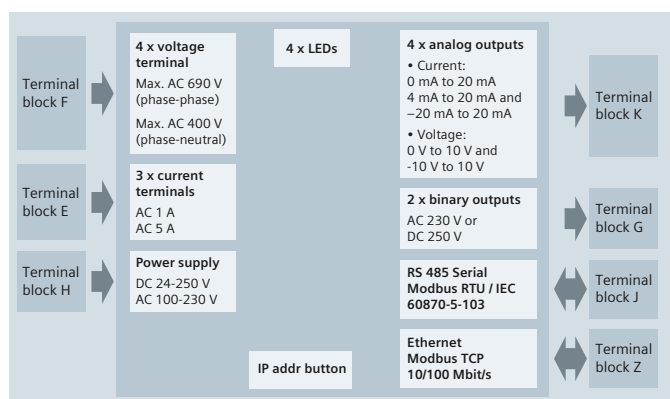 Terminal
block F
4 x voltage
terminal
Max. AC 690 V
(phase-phase)
Max. AC 400 V
(phase-neutral)
Terminal
block E
3 x current
terminals
AC 1 A
AC 5 A
Terminal
block H
Power supply
DC 24-250 V
AC 100-230 V
4 x LEDs
IP addr button
4 x analog outputs
• Current:
0 mA to 20 mA
4 mA to 20 mA and
−20 mA to 20 mA
• Voltage:
0 V to 10 V and
-10 V to 10 V
Terminal
block K
2 x binary outputs
AC 230 V or
DC 250 V
Terminal
block G
RS 485 Serial
Modbus RTU / IEC
60870-5-103
Terminal
block J
Ethernet
Modbus TCP
10/100 Mbit/s
Terminal
block Z